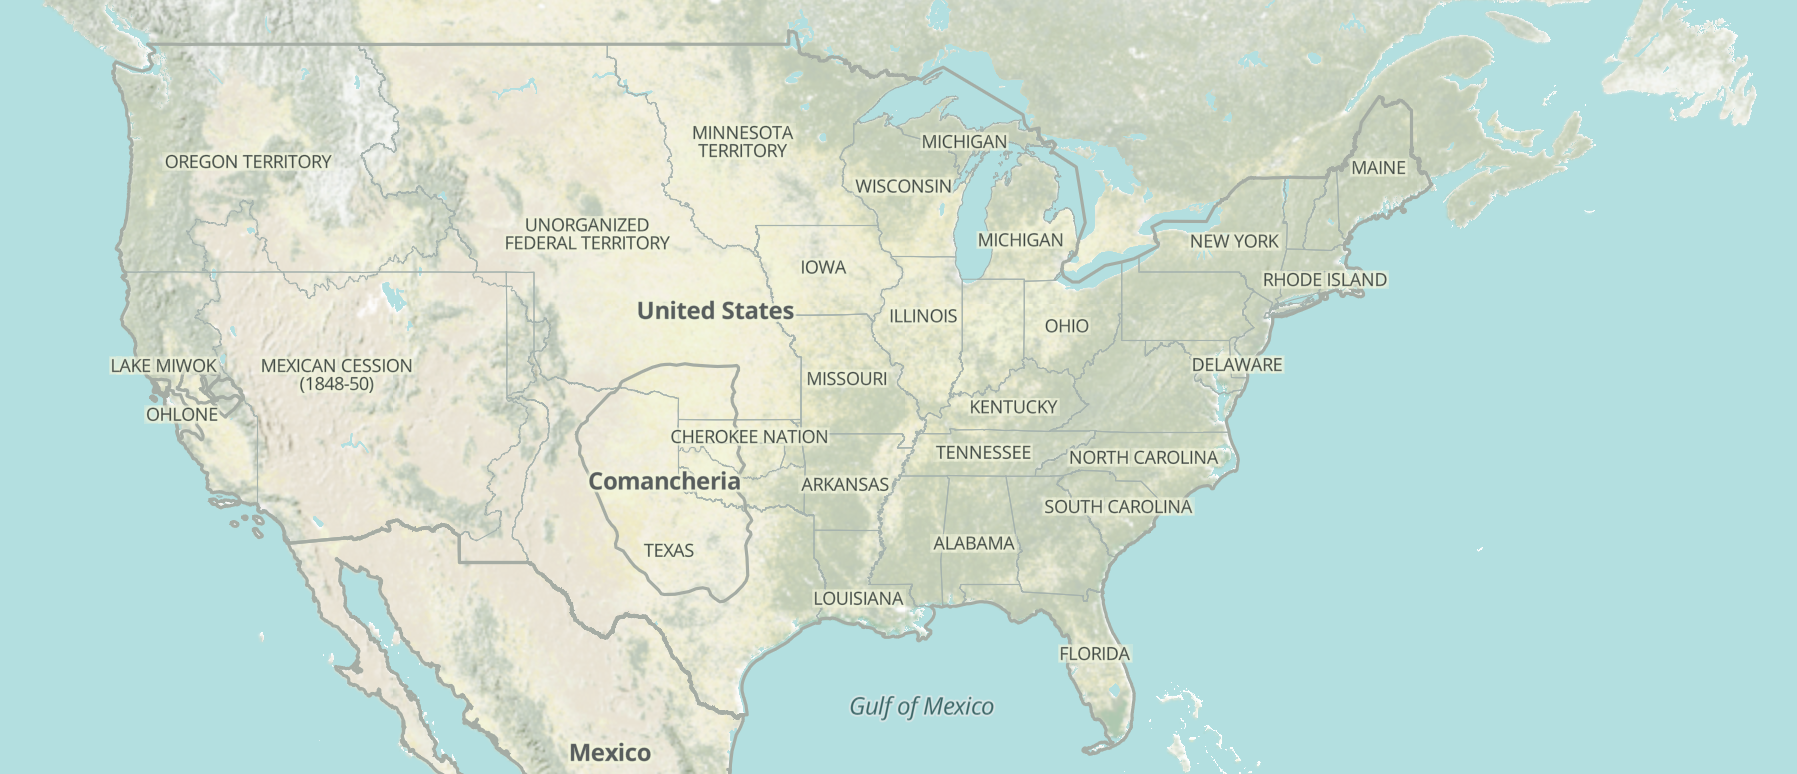 MINNESOTA
TERRITORY
MICHIGAN
OREGON TERRITORY
MAINE
WISCONSIN
UNORGANIZED
FEDERAL TERRITORY
MICHIGAN
NEW YORK
IOWA
RHODE ISLAND
United States
ILLINOIS
OHIO
LAKE MIWOK
MEXICAN CESSION
(1848-50)
DELAWARE
MISSOURI
KENTUCKY
OHLONE
CHEROKEE NATION
TENNESSEE
NORTH CAROLINA
Comancheria
ARKANSAS
SOUTH CAROLINA
TEXAS
ALABAMA
LOUISIANA
FLORIDA
Gulf of Mexico
Mexico